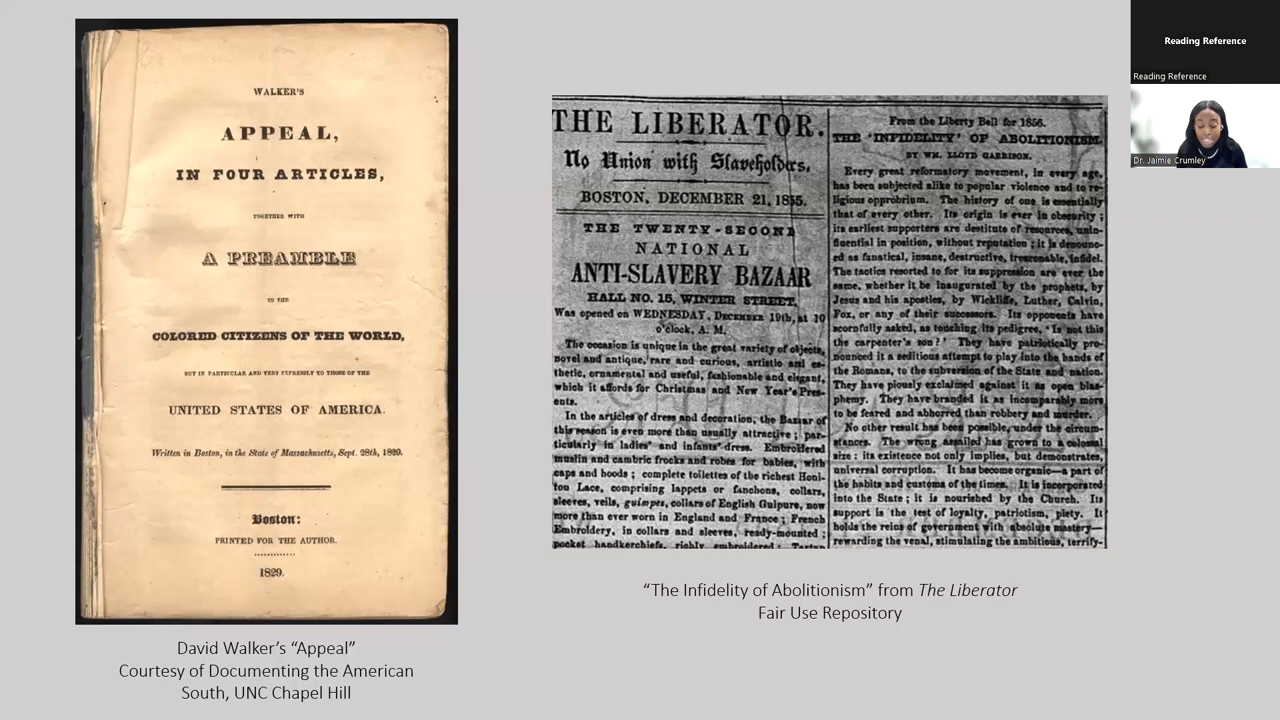 WALKER'S
APPEAL,
IN FOUR ARTICLES,
TOGETHER WITH
A PREAMBLE
TO THE
COLORED CITIZENS OF THE WORLD,
BUT IN PARTICULAR AND VERY EXPRESSLY TO THOSE OF THE
UNITED STATES OF AMERICA.
Written in Boston, in the State of Massachusetts, Sept. 28th, 1829.
Boston:
PRINTED FOR THE AUTHOR.
1829.
David Walker's “Appeal”
Courtesy of Documenting the American
South, UNC Chapel Hill
THE LIBERATOR.
No Union with Slaveholders,
BOSTON, DECEMBER 21, 1855.
THE TWENTY-SECOND
NATIONAL
ANTI-SLAVERY BAZAAR
HALL NO. 15, WINTER STREET,
Was opened on WEDNESDAY, DECEMBER 19th, at 10
o'clock, A. M.
The occasion is unique in the great variety of objects,
novel and antique, rare and curious, artistic and es-
thetic, ornamental and useful, fashionable and elegant,
which it affords for Christmas and New Year's Pres-
ents.
In the articles of dress and decoration, the Bazaar of
this season is even more than usually attractive; par-
ticularly in ladies' and infants' dress. Embroidered
muslin and cambric frocks and robes for babies, with
caps and hoods; complete toilettes of the richest Honi-
ton Lace, comprising lappets or fanchons, collars,
sleeves, veils, guimpes, collars of English Guipure, now
more than ever worn in England and France; French
Embroidery, in collars and sleeves, ready-mounted;
pocket handkerchiefs, richly embroidered; Tartan
From the Liberty Bell for 1856.
THE 'INFIDELITY' OF ABOLITIONISM.
BY WM. LLOYD GARRISON.
Every great reformatory movement, in every age,
has been subjected alike to popular violence and to re-
ligious opprobrium. The history of one is essentially
that of every other. Its origin is ever in obscurity;
its earliest supporters are destitute of resources, unin-
fluential in position, without reputation; it is denounc-
ed as fanatical, insane, destructive, treasonable, infidel.
The tactics resorted to for its suppression are ever the
same, whether it be inaugurated by the prophets, by
Jesus and his apostles, by Wickliffe, Luther, Calvin,
Fox, or any of their successors. Its opponents have
scornfully asked, as touching its pedigree, 'Is not this
the carpenter's son?' They have patriotically pro-
nounced it a seditious attempt to play into the hands of
the Romans, to the subversion of the State and nation.
They have piously exclaimed against it as open blas-
phemy. They have branded it as incomparably more
to be feared and abhorred than robbery and murder.
No other result has been possible, under the circum-
stances. The wrong assailed has grown to a colossal
size; its existence not only implies, but demonstrates,
universal corruption. It has become organic—a part of
the habits and customs of the times. It is incorporated
into the State; it is nourished by the Church. Its
support is the test of loyalty, patriotism, piety. It
holds the reins of government with absolute mastery—
rewarding the venal, stimulating the ambitious, terrify-
“The Infidelity of Abolitionism” from The Liberator
Fair Use Repository
Reading Reference
Reading Reference
Dr. Jaimie Crumley